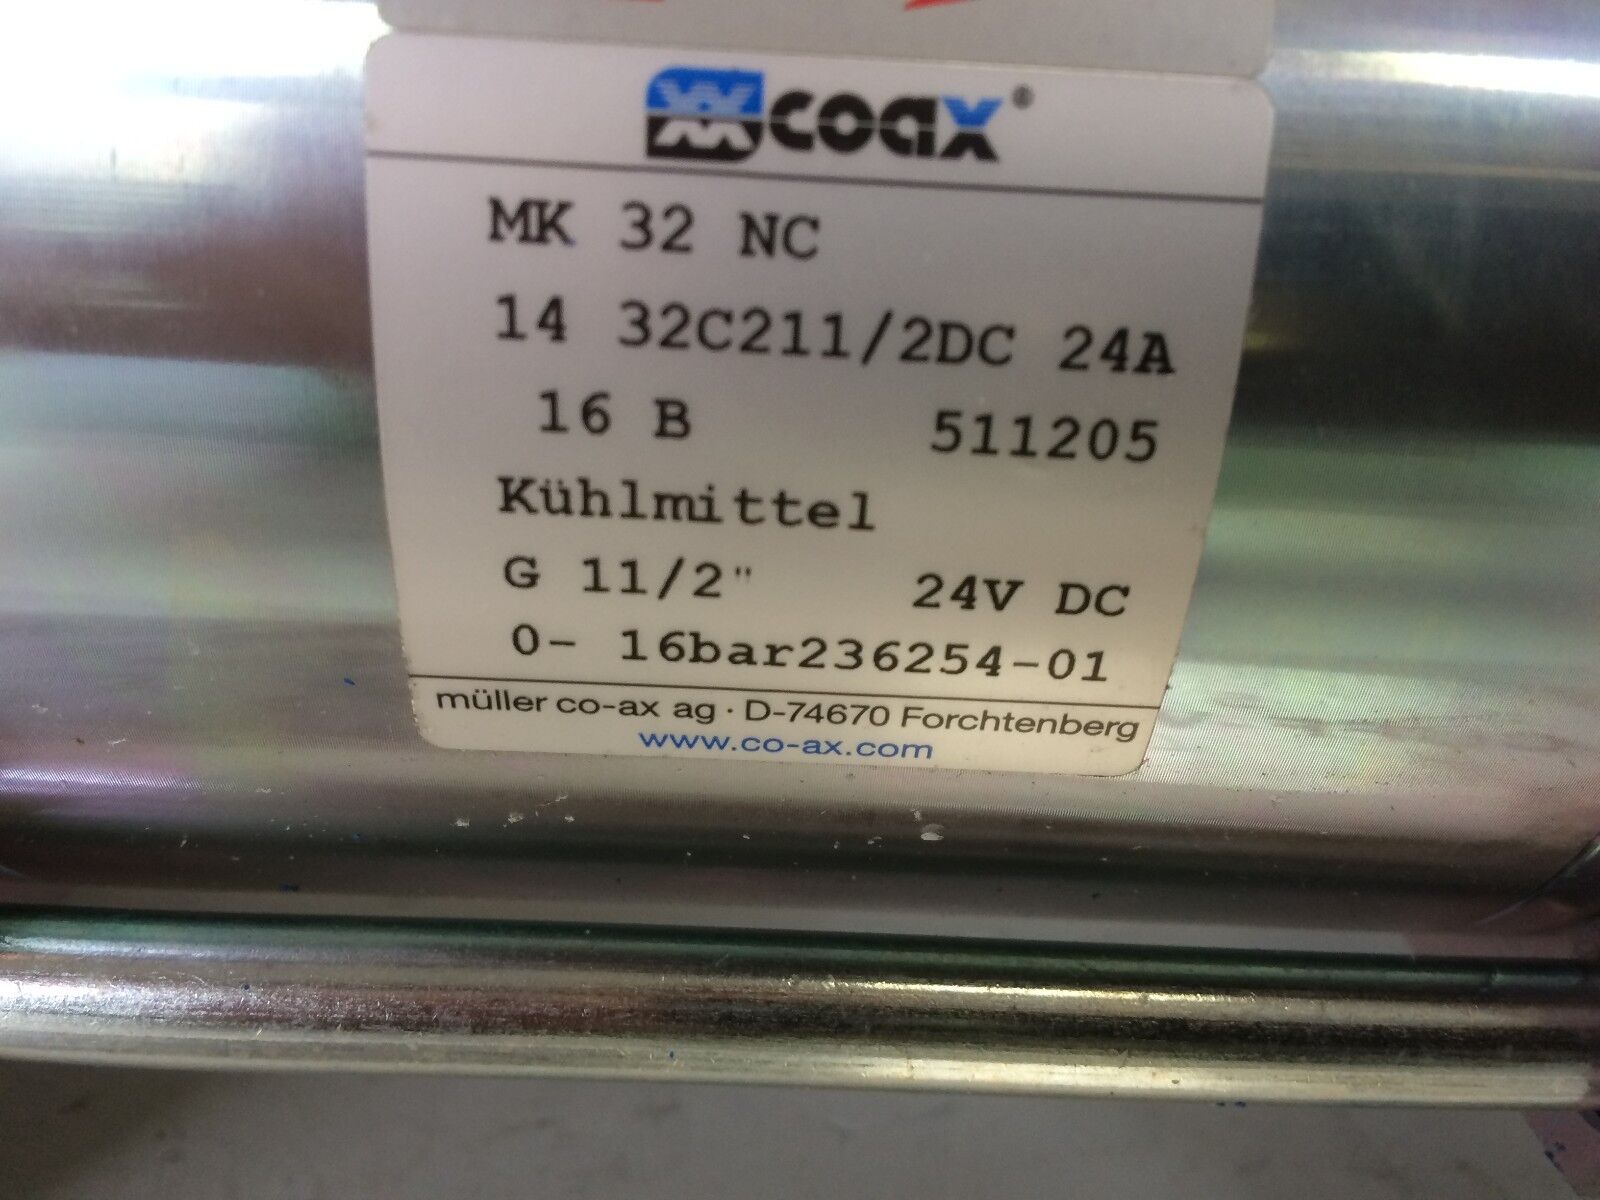 coax®
MK 32 NC
14 32C211/2DC 24A
16 B 511205
Kühlmittel
G 11/2" 24V DC
0- 16bar236254-01
müller co-ax ag · D-74670 Forchtenberg
www.co-ax.com